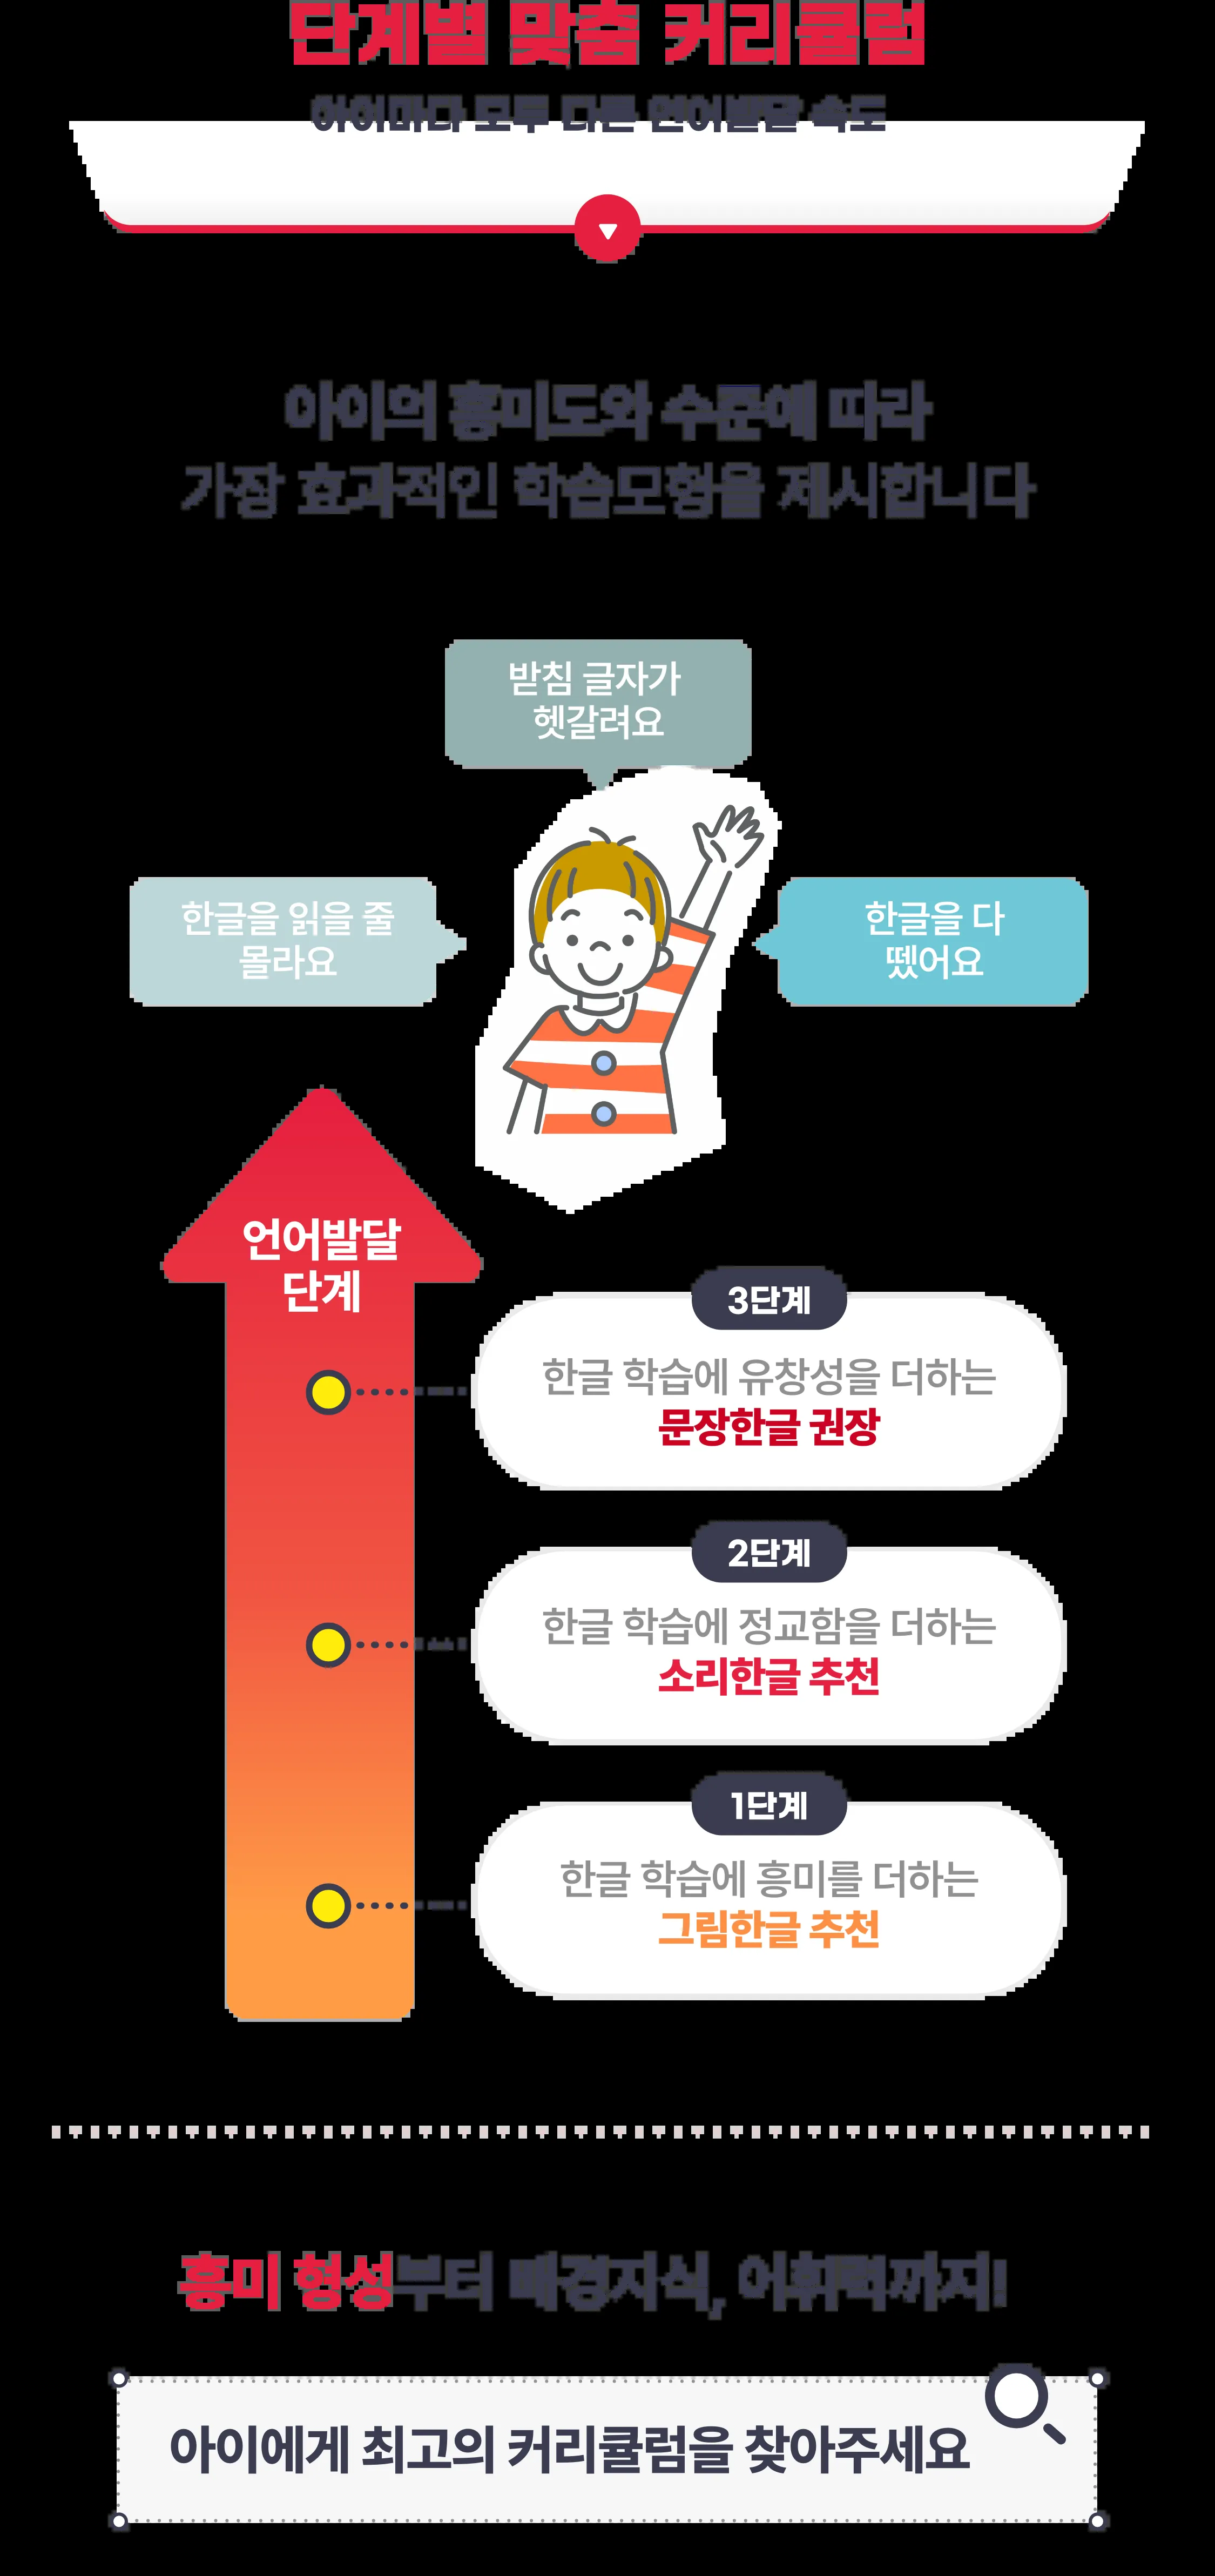 단계별 맞춤 커리큘럼
아이마다 모두 다른 언어발달 속도
아이의 흥미도와 수준에 따라
가장 효과적인 학습모형을 제시합니다
받침 글자가
헷갈려요
한글을 읽을 줄
몰라요
한글을 다
뗐어요
언어발달
단계
3단계
한글 학습에 유창성을 더하는
문장한글 권장
2단계
한글 학습에 정교함을 더하는
소리한글 추천
1단계
한글 학습에 흥미를 더하는
그림한글 추천
흥미 형성부터 배경지식, 어휘력까지!
아이에게 최고의 커리큘럼을 찾아주세요